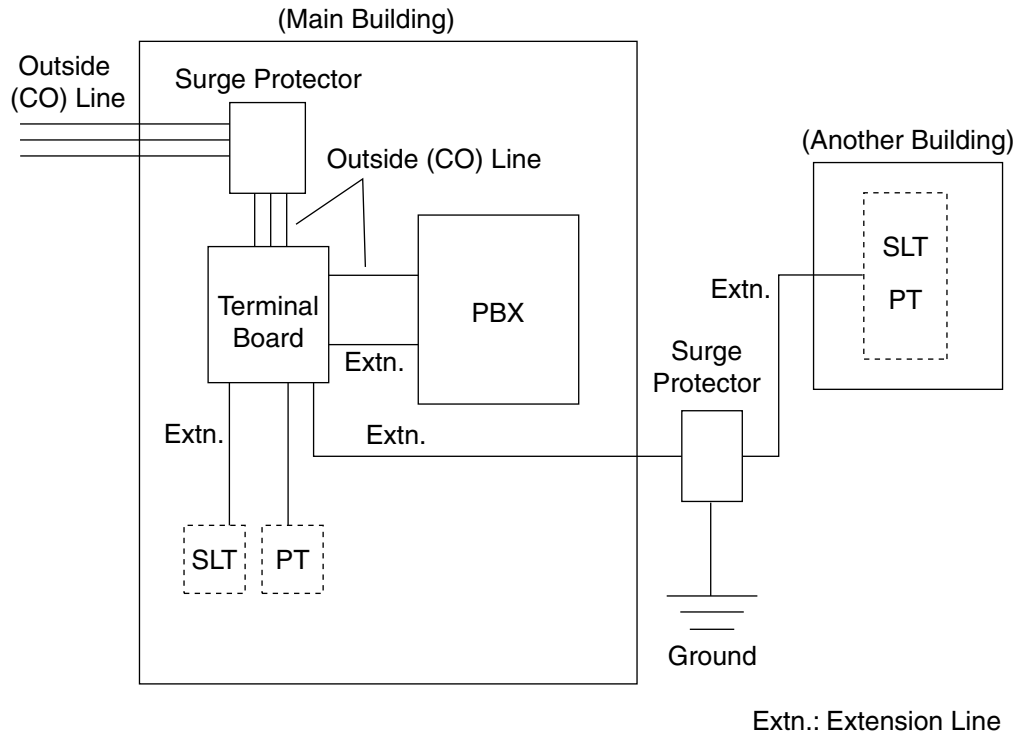 (Main Building)
Outside
(CO) Line
Surge Protector
Outside (CO) Line
(Another Building)
SLT
PT
Extn.
Terminal
Board
PBX
Extn.
Surge
Protector
Extn.
Extn.
SLT
PT
Ground
Extn.: Extension Line